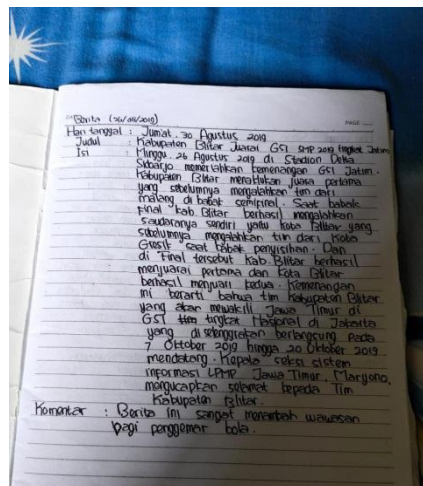 Berita (26/08/2019)
PAGE
Hari tanggal : Jum'at, 30 Agustus 2019
Judul : Kabupaten Blitar Juarai GSI SMP 2019 tingkat Jatim
Isi : Minggu, 26 Agustus 2019 di Stadion Delta
Sidoarjo memeriahkan kemenangan GSI Jatim.
Kabupaten Blitar menaklukan juara pertama
yang sebelumnya mengalahkan tim dari
malang di babak semifinal. Saat babak
final kab. Blitar berhasil mengalahkan
saudaranya sendiri yaitu kota Blitar yang
sebelumnya mengalahkan tim dari Kota
Gresik saat babak penyisihan. Dan
di final tersebut Kab. Blitar berhasil
menjuarai pertama dan Kota Blitar
berhasil menjuari kedua. Kemenangan
ini berarti bahwa tim Kabupaten Blitar
yang akan mewakili Jawa Timur di
GSI tingkat Nasional di Jakarta
yang di selenggarakan berlangsung pada
7 Oktober 2019 hingga 20 Oktober 2019
mendatang. Kepala seksi sistem
informasi LPMP Jawa Timur, Maryono,
mengucapkan selamat kepada Tim
Kabupaten Blitar.
Komentar : Berita ini sangat menambah wawasan
bagi penggemar bola.